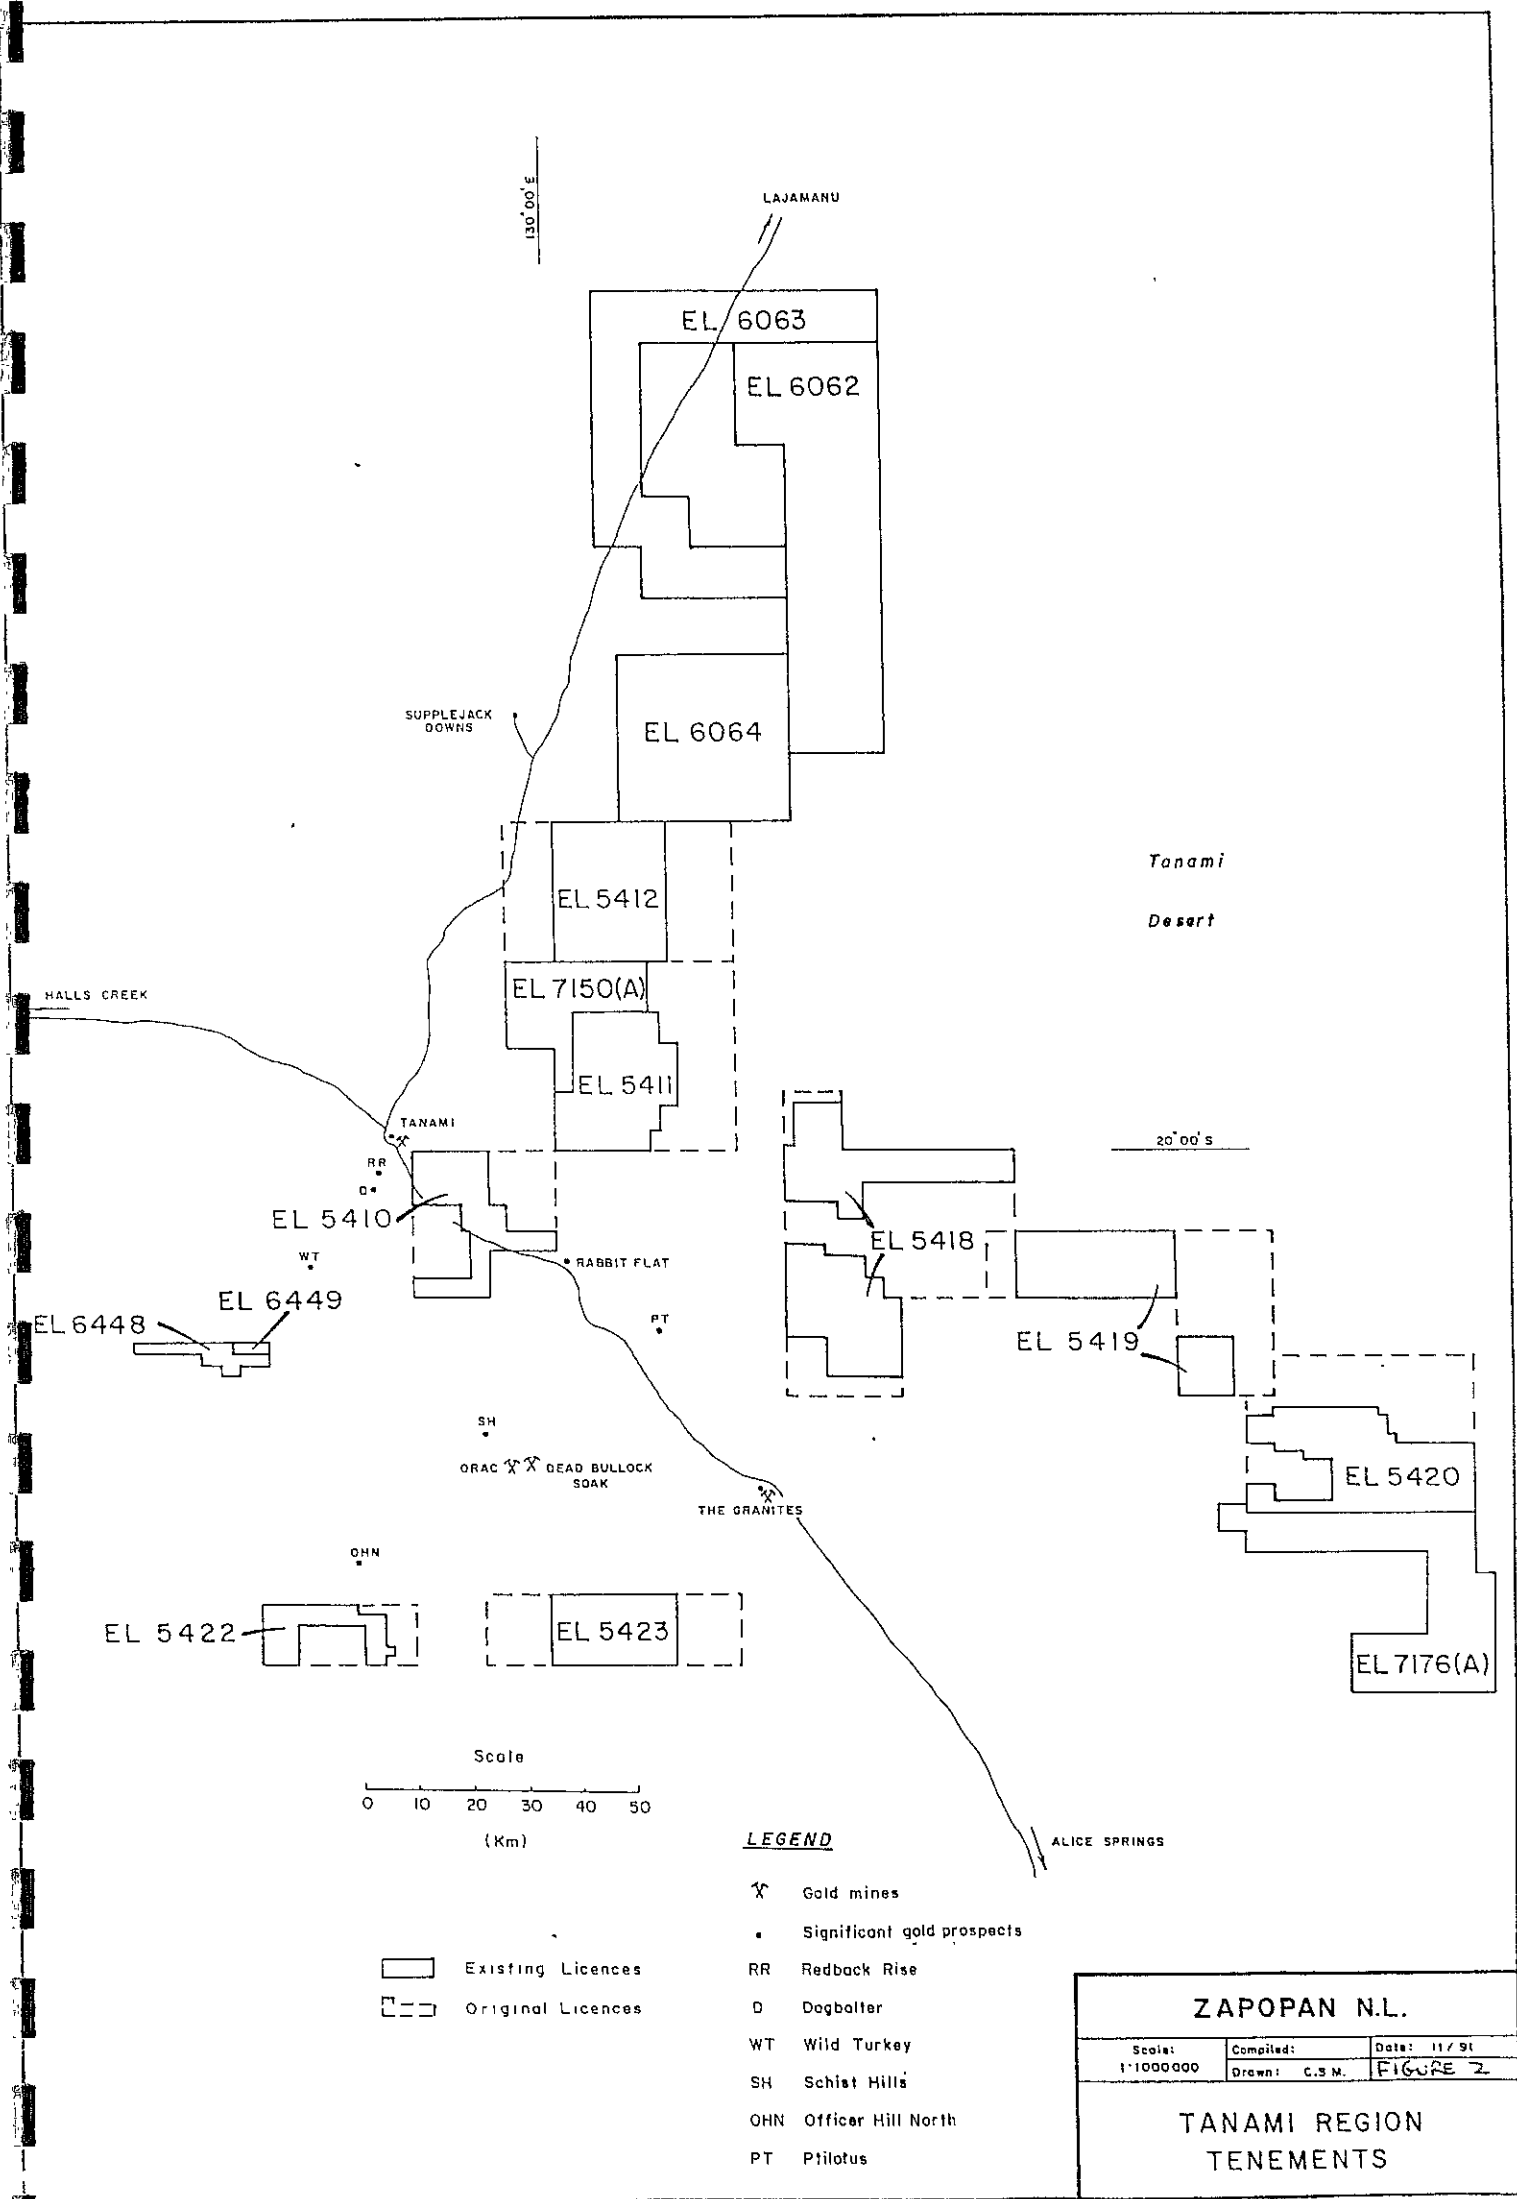 130°00'E
LAJAMANU
EL 6063
EL 6062
SUPPLEJACK
DOWNS
EL 6064
Tanami
Desert
EL 5412
EL 7150(A)
HALLS CREEK
EL 5411
TANAMI
20°00'S
RR
D
EL 5410
EL 5418
WT
RABBIT FLAT
EL 6449
EL 6448
PT
EL 5419
SH
ORAC
DEAD BULLOCK
SOAK
EL 5420
THE GRANITES
OHN
EL 5422
EL 5423
EL 7176(A)
Scale
0 10 20 30 40 50
(Km)
ALICE SPRINGS
LEGEND
Gold mines
Significant gold prospects
Existing Licences
Original Licences
RR Redback Rise
D Dogbolter
WT Wild Turkey
SH Schist Hills
OHN Officer Hill North
PT Ptilotus
ZAPOPAN N.L.
Scale:
1:1000000
Compiled:
Drawn: C.S.M.
Date: 11/91
FIGURE 2
TANAMI REGION
TENEMENTS